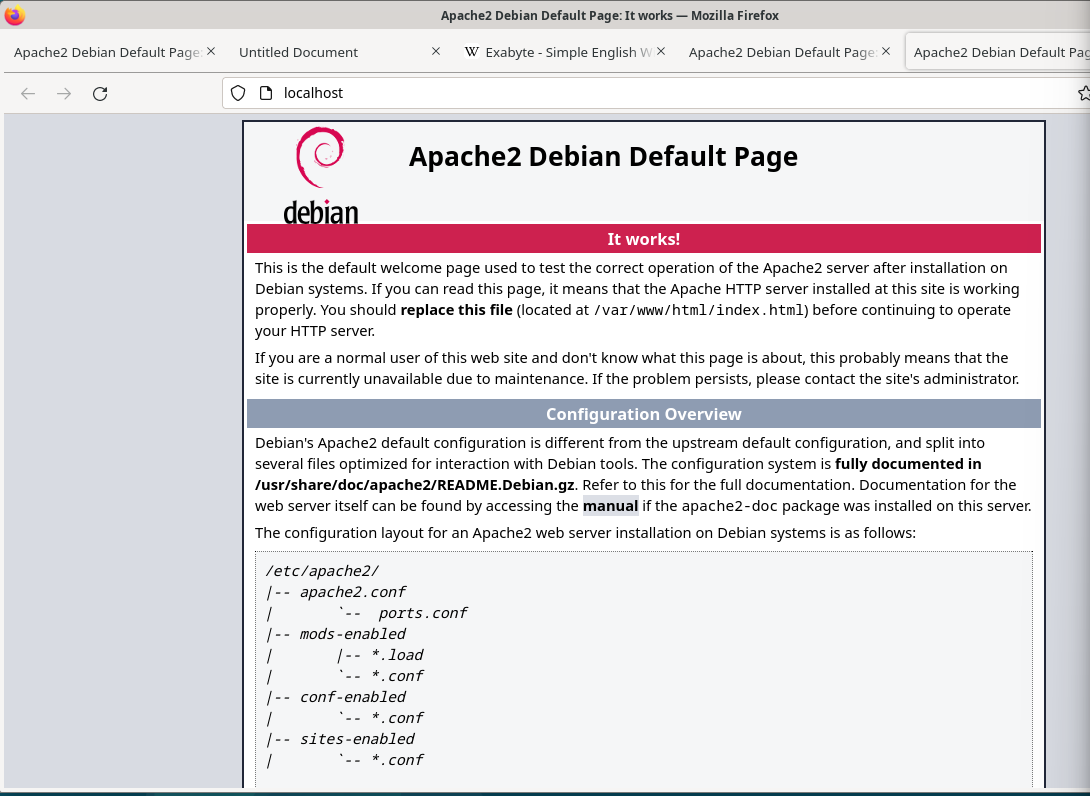 Apache2 Debian Default Page: It works — Mozilla Firefox
Apache2 Debian Default Page: Untitled Document Exabyte - Simple English W Apache2 Debian Default Page: Apache2 Debian Default Pag
localhost
debian
Apache2 Debian Default Page
It works!
This is the default welcome page used to test the correct operation of the Apache2 server after installation on
Debian systems. If you can read this page, it means that the Apache HTTP server installed at this site is working
properly. You should replace this file (located at /var/www/html/index.html) before continuing to operate
your HTTP server.
If you are a normal user of this web site and don't know what this page is about, this probably means that the
site is currently unavailable due to maintenance. If the problem persists, please contact the site's administrator.
Configuration Overview
Debian's Apache2 default configuration is different from the upstream default configuration, and split into
several files optimized for interaction with Debian tools. The configuration system is fully documented in
/usr/share/doc/apache2/README.Debian.gz. Refer to this for the full documentation. Documentation for the
web server itself can be found by accessing the manual if the apache2-doc package was installed on this server.
The configuration layout for an Apache2 web server installation on Debian systems is as follows:
/etc/apache2/
|-- apache2.conf
|       `--  ports.conf
|-- mods-enabled
|       |-- *.load
|       `-- *.conf
|-- conf-enabled
|       `-- *.conf
|-- sites-enabled
|       `-- *.conf